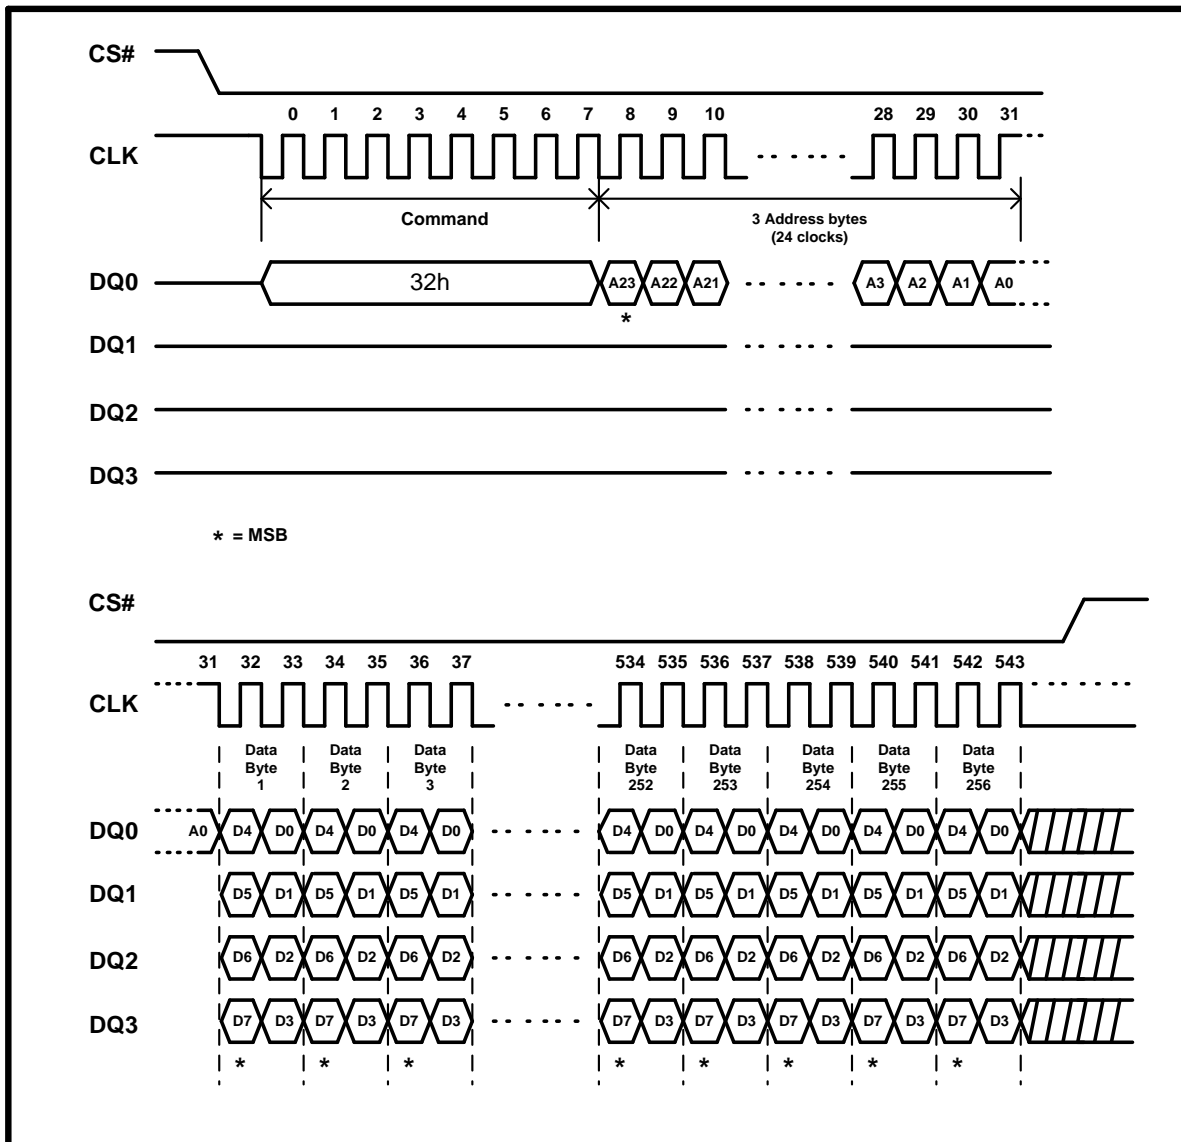 CS#
0 1 2 3 4 5 6 7 8 9 10 28 29 30 31
CLK
Command
3 Address bytes
(24 clocks)
DQ0 32h A23 A22 A21 A3 A2 A1 A0
*
DQ1
DQ2
DQ3
* = MSB
CS#
31 32 33 34 35 36 37 534 535 536 537 538 539 540 541 542 543
CLK
Data Data Data Data Data Data Data Data
Byte Byte Byte Byte Byte Byte Byte Byte
1 2 3 252 253 254 255 256
DQ0 A0 D4 D0 D4 D0 D4 D0 D4 D0 D4 D0 D4 D0 D4 D0 D4 D0
DQ1 D5 D1 D5 D1 D5 D1 D5 D1 D5 D1 D5 D1 D5 D1 D5 D1
DQ2 D6 D2 D6 D2 D6 D2 D6 D2 D6 D2 D6 D2 D6 D2 D6 D2
DQ3 D7 D3 D7 D3 D7 D3 D7 D3 D7 D3 D7 D3 D7 D3 D7 D3
* * * * * * * *